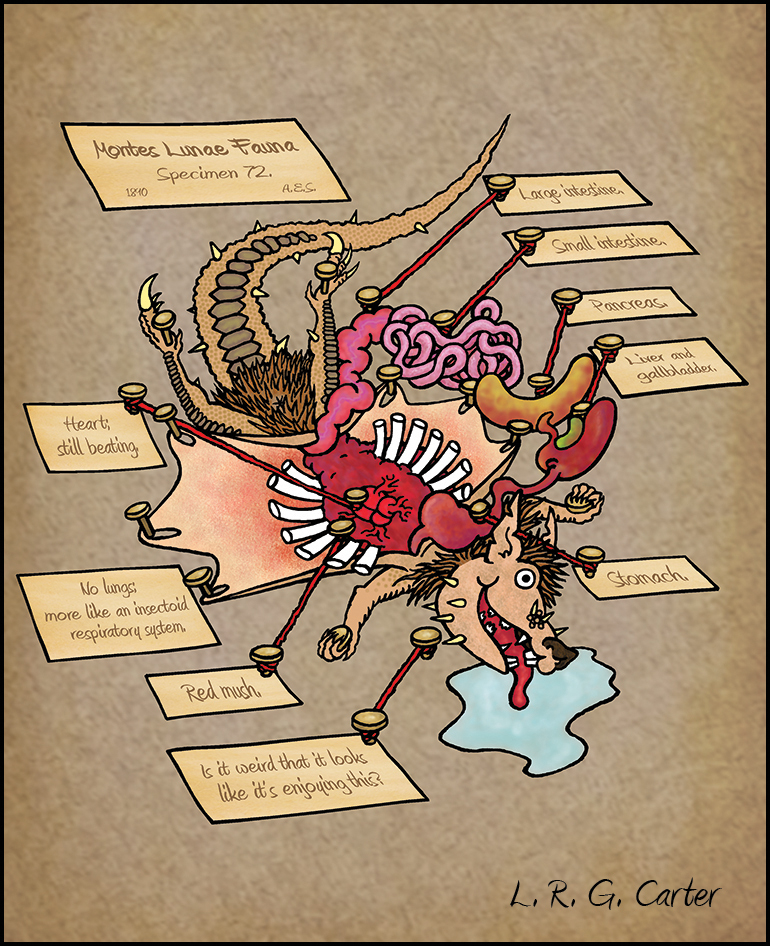 Montes Lunae Fauna
Specimen 72.
1890 A.E.S.
Large intestine.
Small intestine.
Pancreas.
Liver and
gallbladder.
Heart;
still beating.
Stomach.
No lungs;
more like an insectoid
respiratory system.
Red mush.
Is it weird that it looks
like it's enjoying this?
L. R. G. Carter